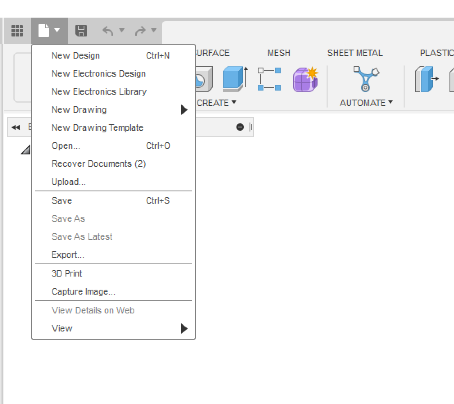 SURFACE
MESH
SHEET METAL
PLASTIC
New Design Ctrl+N
New Electronics Design
New Electronics Library
New Drawing
New Drawing Template
Open... Ctrl+O
Recover Documents (2)
Upload...
Save Ctrl+S
Save As
Save As Latest
Export...
3D Print
Capture Image...
View Details on Web
View
CREATE
AUTOMATE